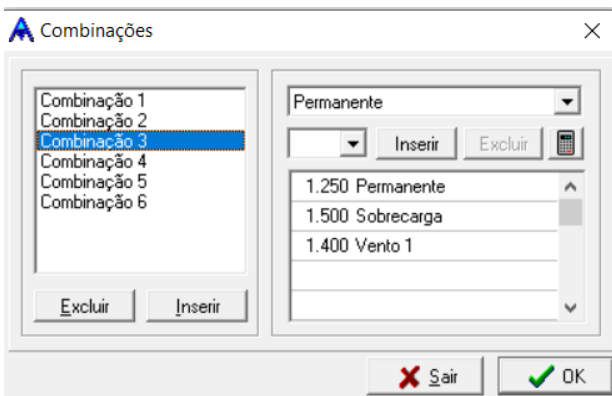 Combinações
Combinação 1
Combinação 2
Combinação 3
Combinação 4
Combinação 5
Combinação 6
Excluir
Inserir
Permanente
Inserir
Excluir
1.250 Permanente
1.500 Sobrecarga
1.400 Vento 1
Sair
OK